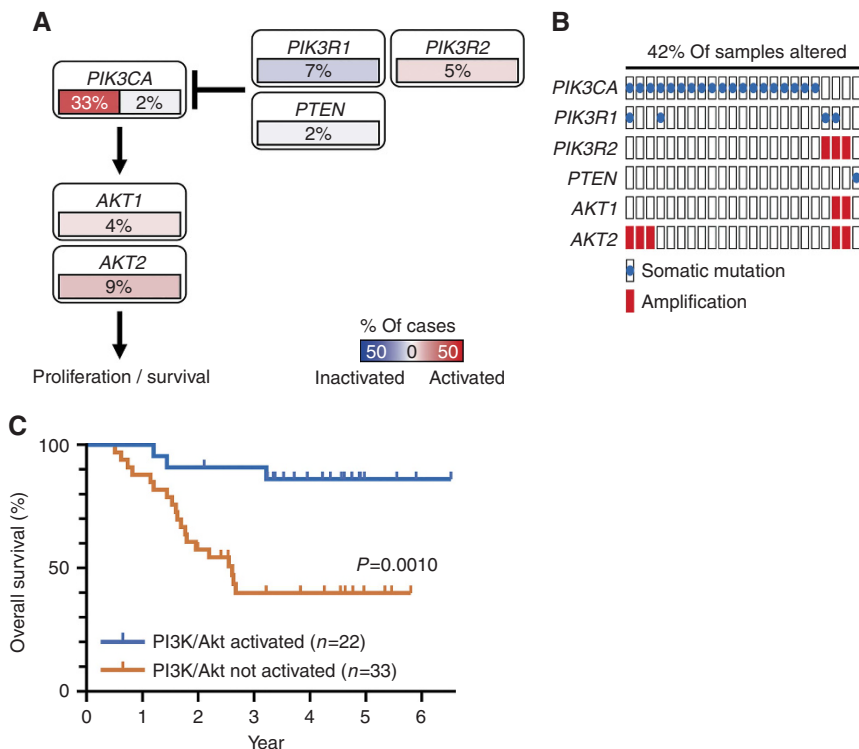 A
PIK3CA
33% 2%
PIK3R1
7%
PIK3R2
5%
PTEN
2%
AKT1
4%
AKT2
9%
Proliferation / survival
% Of cases
50 0 50
Inactivated Activated
B
42% Of samples altered
PIK3CA
PIK3R1
PIK3R2
PTEN
AKT1
AKT2
Somatic mutation
Amplification
C
Overall survival (%)
100
50
0
P=0.0010
PI3K/Akt activated (n=22)
PI3K/Akt not activated (n=33)
0 1 2 3 4 5 6
Year